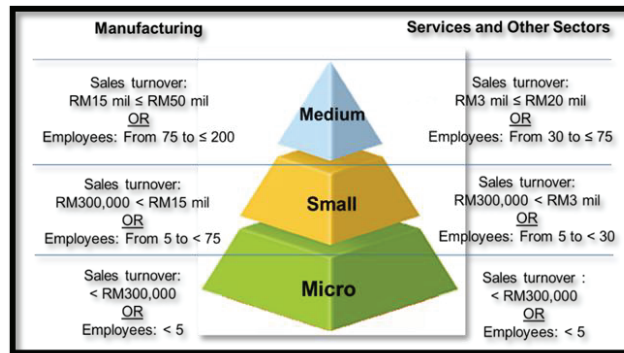 Manufacturing
Services and Other Sectors
Sales turnover:
RM15 mil ≤ RM50 mil
OR
Employees: From 75 to ≤ 200
Medium
Sales turnover:
RM3 mil ≤ RM20 mil
OR
Employees: From 30 to ≤ 75
Sales turnover:
RM300,000 < RM15 mil
OR
Employees: From 5 to < 75
Small
Sales turnover:
RM300,000 < RM3 mil
OR
Employees: From 5 to < 30
Sales turnover:
< RM300,000
OR
Employees: < 5
Micro
Sales turnover :
< RM300,000
OR
Employees: < 5